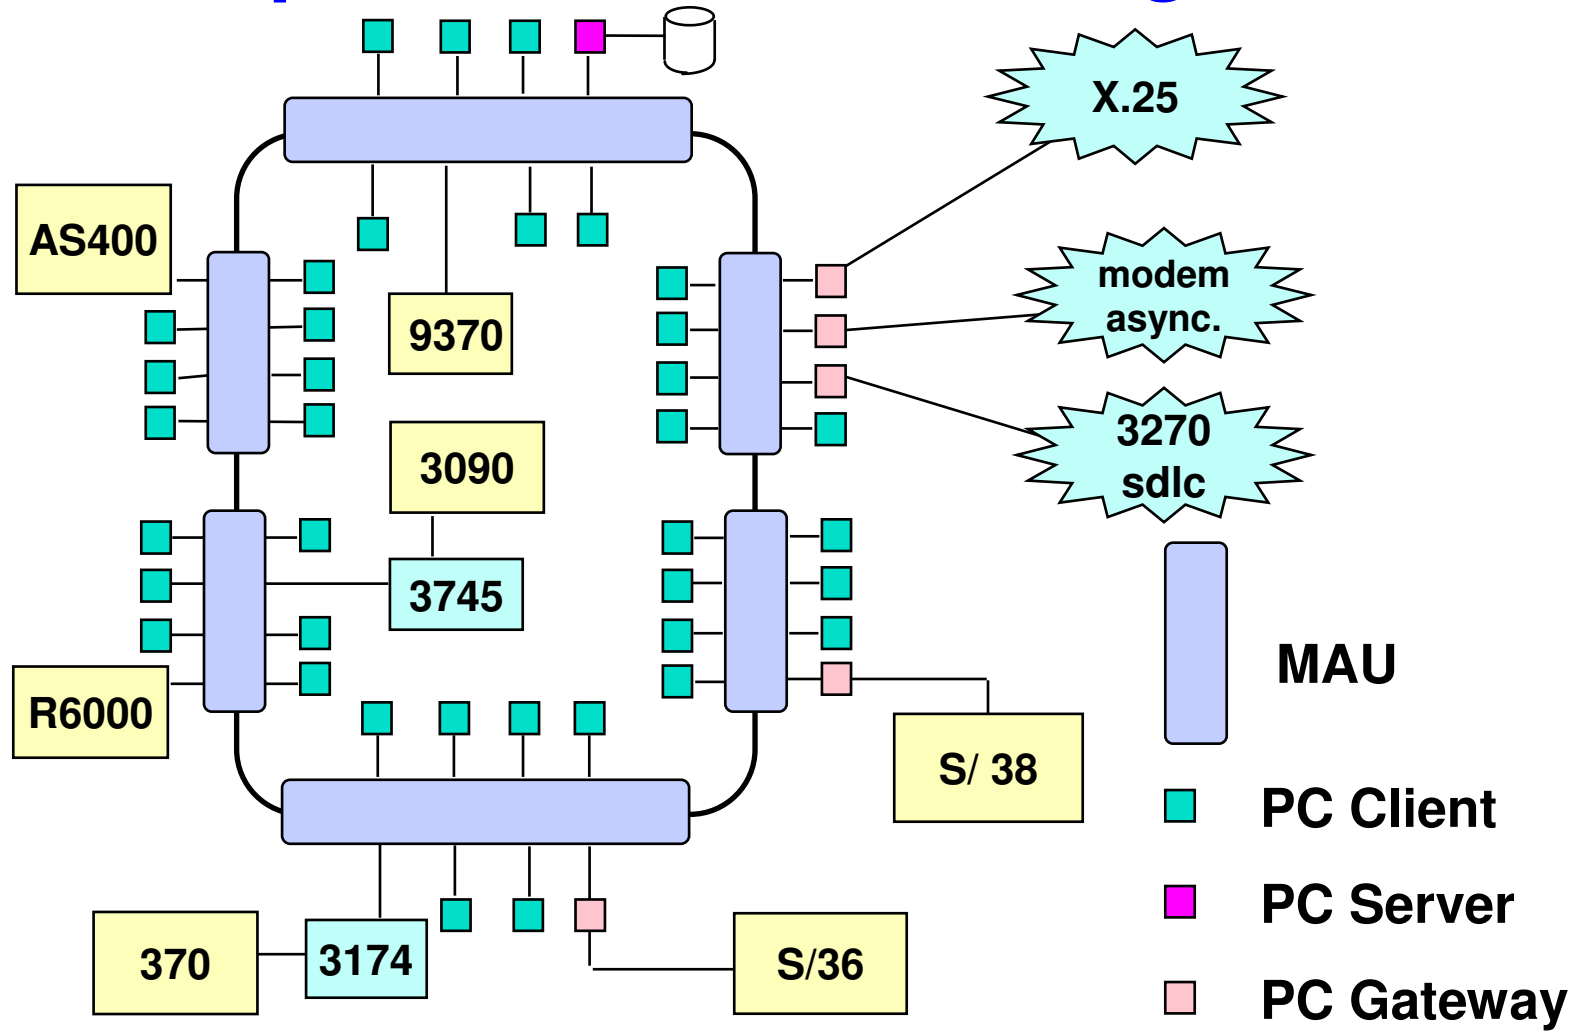 X.25
AS400
modem
async.
9370
3090
3270
sdlc
3745
MAU
R6000
S/ 38
PC Client
PC Server
370
3174
S/36
PC Gateway